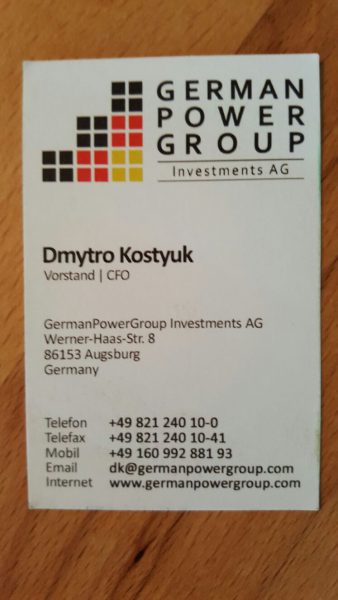 GERMAN
POWER
GROUP
Investments AG
Dmytro Kostyuk
Vorstand | CFO
GermanPowerGroup Investments AG
Werner-Haas-Str. 8
86153 Augsburg
Germany
Telefon +49 821 240 10-0
Telefax +49 821 240 10-41
Mobil +49 160 992 881 93
Email dk@germanpowergroup.com
Internet www.germanpowergroup.com